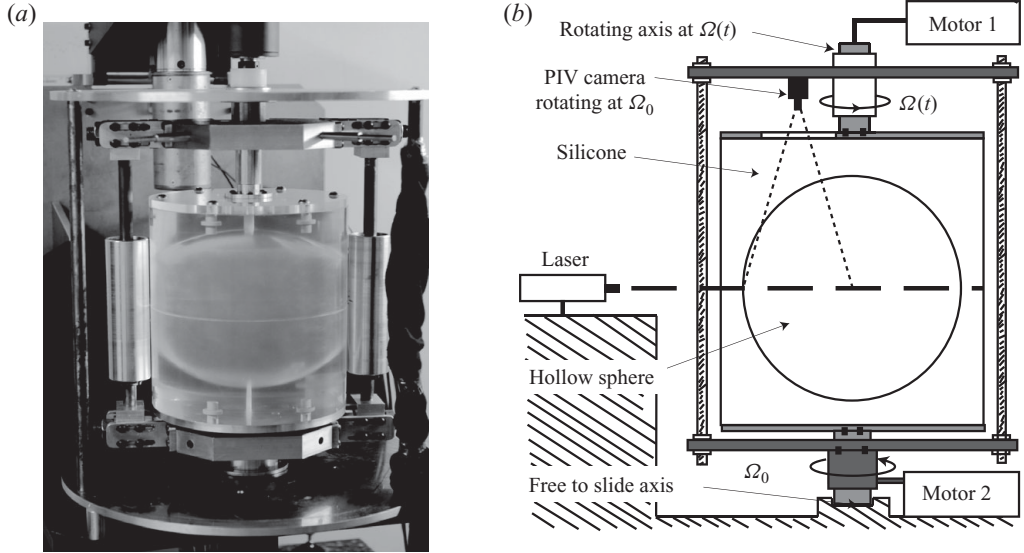 (a)
(b)
Motor 1
Rotating axis at Ω(t)
PIV camera
rotating at Ω0
Ω(t)
Silicone
Laser
Hollow sphere
Ω0
Free to slide axis
Motor 2